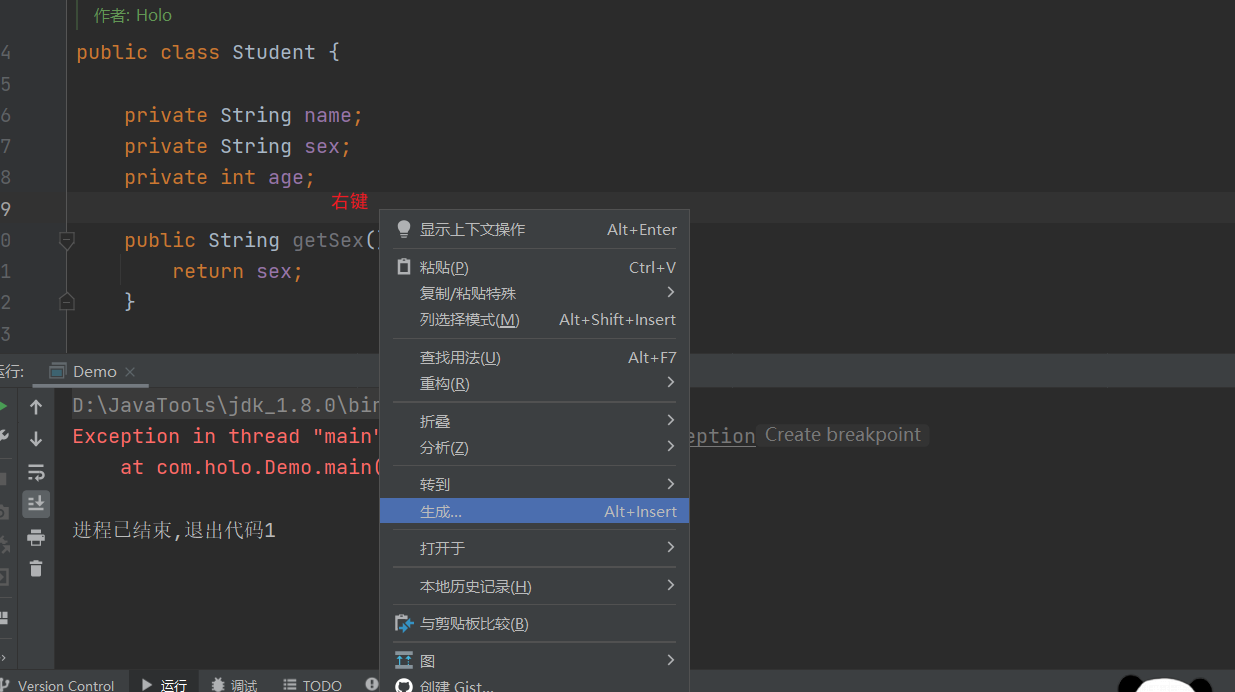 作者: Holo
4 public class Student {
5
6 private String name;
7 private String sex;
8 private int age;
9 右键
0 public String getSex(
1 return sex;
2 }
3
显示上下文操作 Alt+Enter
粘贴(P) Ctrl+V
复制/粘贴特殊
列选择模式(M) Alt+Shift+Insert
查找用法(U) Alt+F7
重构(R)
折叠
分析(Z)
转到
生成... Alt+Insert
打开于
本地历史记录(H)
与剪贴板比较(B)
图
创建 Gist...
运行: Demo
D:\JavaTools\jdk_1.8.0\bin
Exception in thread "main" eption Create breakpoint
at com.holo.Demo.main(
进程已结束,退出代码1
Version Control 运行 调试 TODO